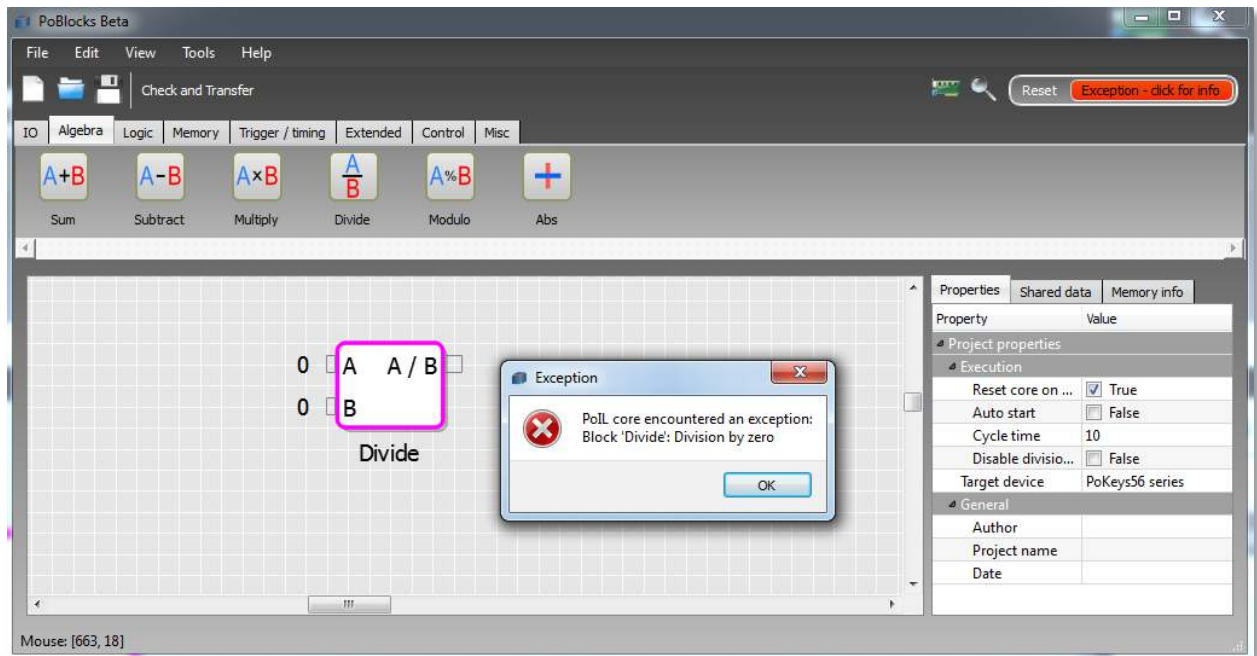 PoBlocks Beta
File Edit View Tools Help
Check and Transfer Reset Exception - click for info
IO Algebra Logic Memory Trigger / timing Extended Control Misc
A+B A-B A×B A/B A%B +
Sum Subtract Multiply Divide Modulo Abs
Properties Shared data Memory info
Property Value
Project properties
Execution
Reset core on ... True
Auto start False
Cycle time 10
Disable divisio... False
Target device PoKeys56 series
General
Author
Project name
Date
0 A A / B
0 B
Divide
Exception
PoIL core encountered an exception:
Block 'Divide': Division by zero
OK
Mouse: [663, 18]